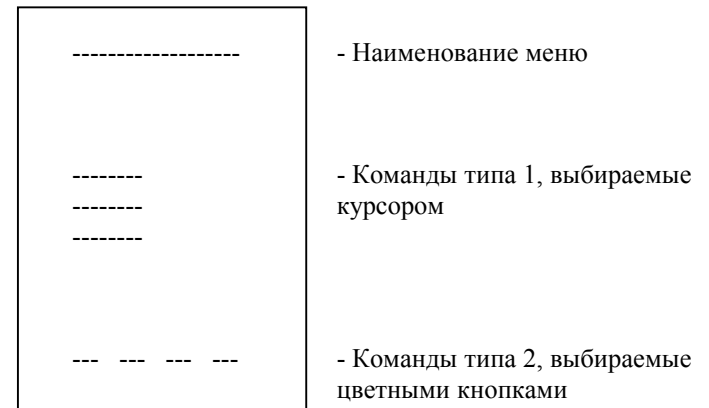 ------------------- - Наименование меню
-------- - Команды типа 1, выбираемые
-------- курсором
--------
--- --- --- --- - Команды типа 2, выбираемые
цветными кнопками